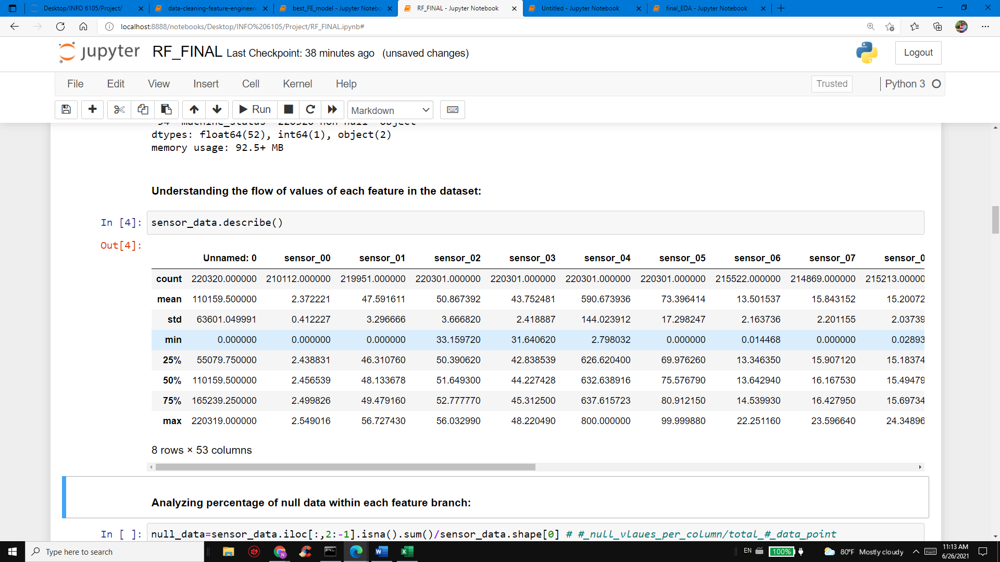 Desktop/INFO 6105/Project/
data-cleaning-feature-engineerin
best_FE_model - Jupyter Notebo
RF_FINAL - Jupyter Notebook
Untitled - Jupyter Notebook
final_EDA - Jupyter Notebook
localhost:8888/notebooks/Desktop/INFO%206105/Project/RF_FINAL.ipynb#
jupyter RF_FINAL Last Checkpoint: 38 minutes ago (unsaved changes)
Logout
File Edit View Insert Cell Kernel Help
Trusted
Python 3
Run
Markdown
dtypes: float64(52), int64(1), object(2)
memory usage: 92.5+ MB
Understanding the flow of values of each feature in the dataset:
In [4]: sensor_data.describe()
Out[4]:
Unnamed: 0 sensor_00 sensor_01 sensor_02 sensor_03 sensor_04 sensor_05 sensor_06 sensor_07 sensor_0
count 220320.000000 210112.000000 219951.000000 220301.000000 220301.000000 220301.000000 220301.000000 215522.000000 214869.000000 215213.00000
mean 110159.500000 2.372221 47.591611 50.867392 43.752481 590.673936 73.396414 13.501537 15.843152 15.20072
std 63601.049991 0.412227 3.296666 3.666820 2.418887 144.023912 17.298247 2.163736 2.201155 2.03739
min 0.000000 0.000000 0.000000 33.159720 31.640620 2.798032 0.000000 0.014468 0.000000 0.02893
25% 55079.750000 2.438831 46.310760 50.390620 42.838539 626.620400 69.976260 13.346350 15.907120 15.18374
50% 110159.500000 2.456539 48.133678 51.649300 44.227428 632.638916 75.576790 13.642940 16.167530 15.49479
75% 165239.250000 2.499826 49.479160 52.777770 45.312500 637.615723 80.912150 14.539930 16.427950 15.69734
max 220319.000000 2.549016 56.727430 56.032990 48.220490 800.000000 99.999880 22.251160 23.596640 24.34896
8 rows × 53 columns
Analyzing percentage of null data within each feature branch:
In [ ]: null_data=sensor_data.iloc[:,2:-1].isna().sum()/sensor_data.shape[0] # #_null_vlaues_per_column/total_#_data_point
Type here to search
EN
100%
80°F Mostly cloudy
11:13 AM
6/26/2021